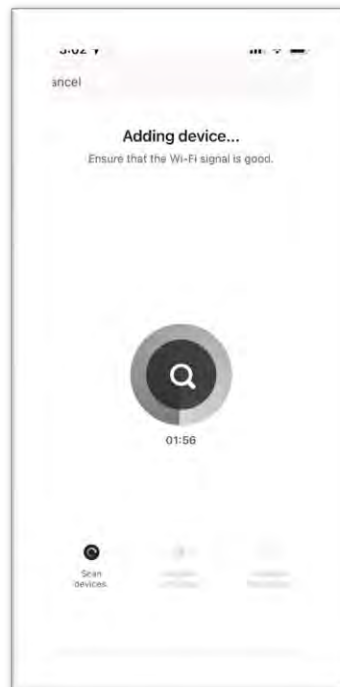 ancel
Adding device...
Ensure that the Wi-Fi signal is good.
01:56
Scan
devices.